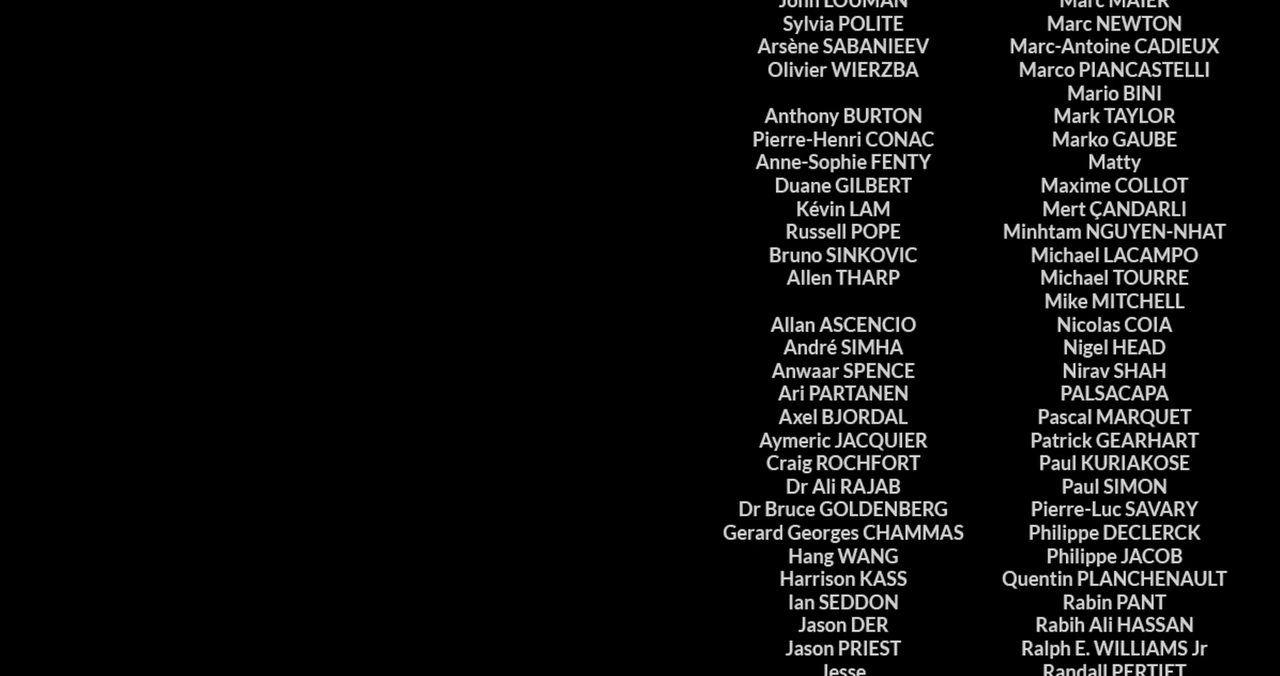 John LOUMAN
Sylvia POLITE
Arsène SABANIEEV
Olivier WIERZBA
Anthony BURTON
Pierre-Henri CONAC
Anne-Sophie FENTY
Duane GILBERT
Kévin LAM
Russell POPE
Bruno SINKOVIC
Allen THARP
Allan ASCENCIO
André SIMHA
Anwaar SPENCE
Ari PARTANEN
Axel BJORDAL
Aymeric JACQUIER
Craig ROCHFORT
Dr Ali RAJAB
Dr Bruce GOLDENBERG
Gerard Georges CHAMMAS
Hang WANG
Harrison KASS
Ian SEDDON
Jason DER
Jason PRIEST
Jesse
Marc MAIER
Marc NEWTON
Marc-Antoine CADIEUX
Marco PIANCASTELLI
Mario BINI
Mark TAYLOR
Marko GAUBE
Matty
Maxime COLLOT
Mert ÇANDARLI
Minhtam NGUYEN-NHAT
Michael LACAMPO
Michael TOURRE
Mike MITCHELL
Nicolas COIA
Nigel HEAD
Nirav SHAH
PALSACAPA
Pascal MARQUET
Patrick GEARHART
Paul KURIAKOSE
Paul SIMON
Pierre-Luc SAVARY
Philippe DECLERCK
Philippe JACOB
Quentin PLANCHENAULT
Rabin PANT
Rabih Ali HASSAN
Ralph E. WILLIAMS Jr
Randall